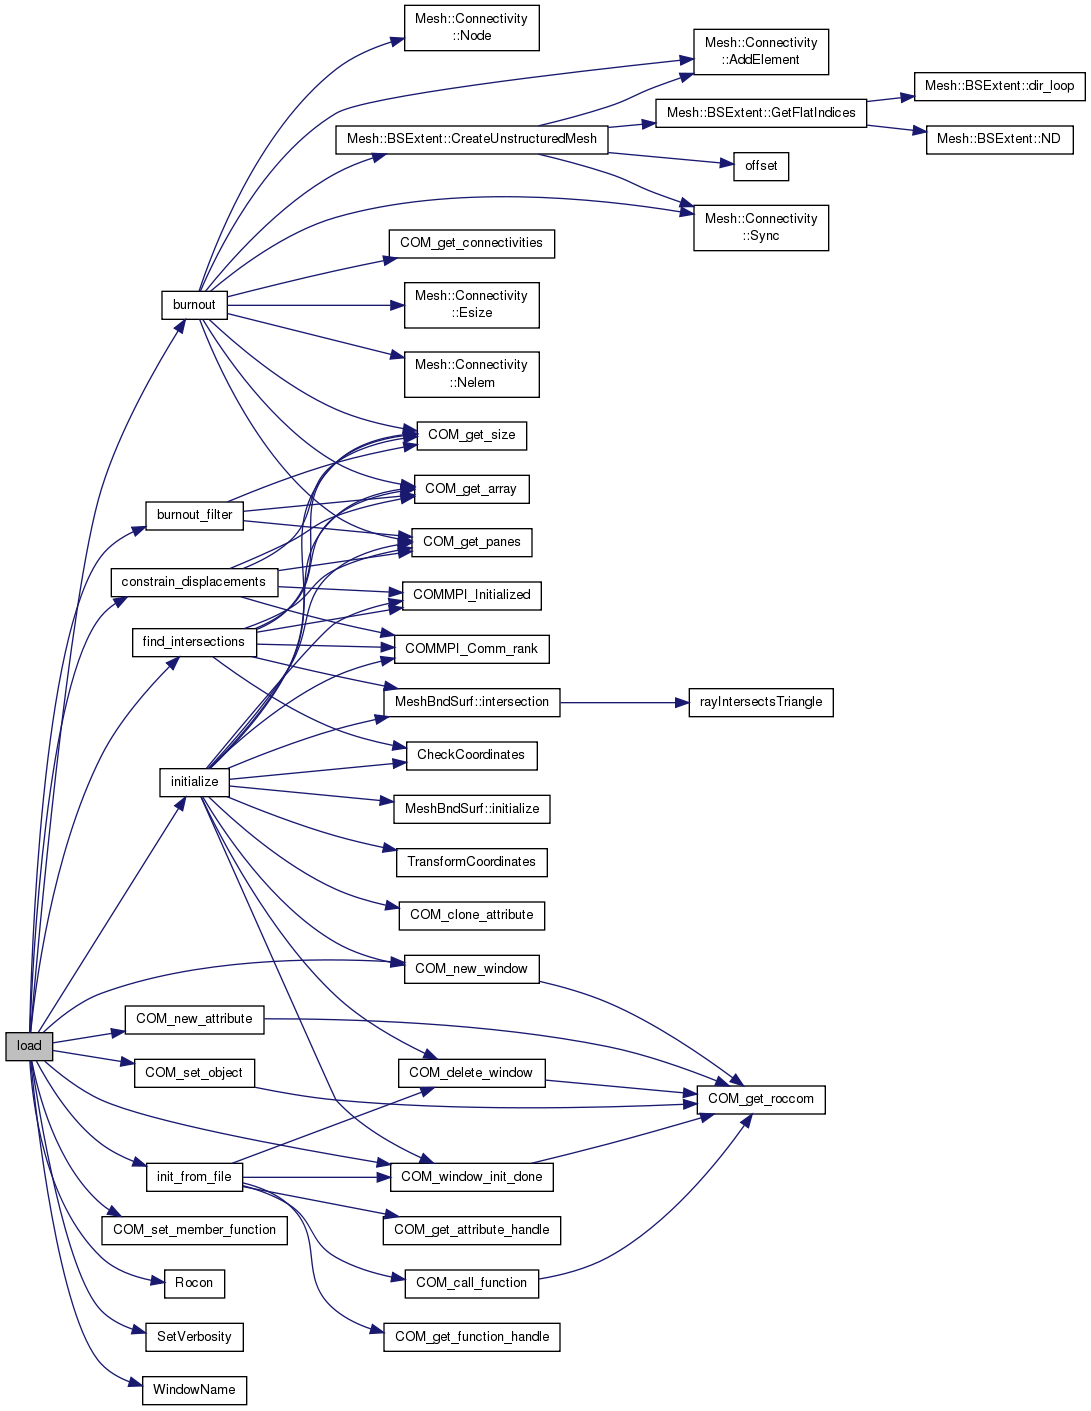 Mesh::Connectivity
::Node
Mesh::Connectivity
::AddElement
Mesh::BSExtent::dir_loop
Mesh::BSExtent::GetFlatIndices
Mesh::BSExtent::CreateUnstructuredMesh
Mesh::BSExtent::ND
offset
Mesh::Connectivity
::Sync
COM_get_connectivities
burnout
Mesh::Connectivity
::Esize
Mesh::Connectivity
::Nelem
COM_get_size
COM_get_array
burnout_filter
COM_get_panes
constrain_displacements
COMMPI_Initialized
find_intersections
COMMPI_Comm_rank
MeshBndSurf::intersection
rayIntersectsTriangle
CheckCoordinates
initialize
MeshBndSurf::initialize
TransformCoordinates
COM_clone_attribute
COM_new_window
COM_new_attribute
load
COM_set_object
COM_delete_window
COM_get_roccom
init_from_file
COM_window_init_done
COM_set_member_function
COM_get_attribute_handle
Rocon
COM_call_function
SetVerbosity
COM_get_function_handle
WindowName